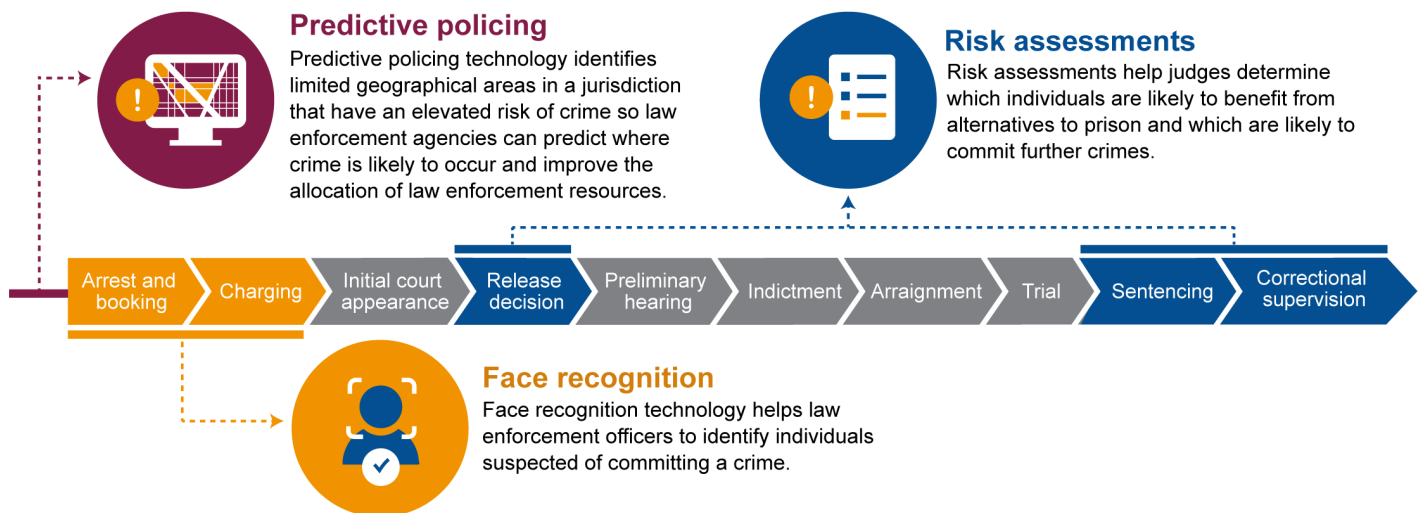 Predictive policing
Predictive policing technology identifies
limited geographical areas in a jurisdiction
that have an elevated risk of crime so law
enforcement agencies can predict where
crime is likely to occur and improve the
allocation of law enforcement resources.
Risk assessments
Risk assessments help judges determine
which individuals are likely to benefit from
alternatives to prison and which are likely to
commit further crimes.
Arrest and
booking
Charging
Initial court
appearance
Release
decision
Preliminary
hearing
Indictment
Arraignment
Trial
Sentencing
Correctional
supervision
Face recognition
Face recognition technology helps law
enforcement officers to identify individuals
suspected of committing a crime.